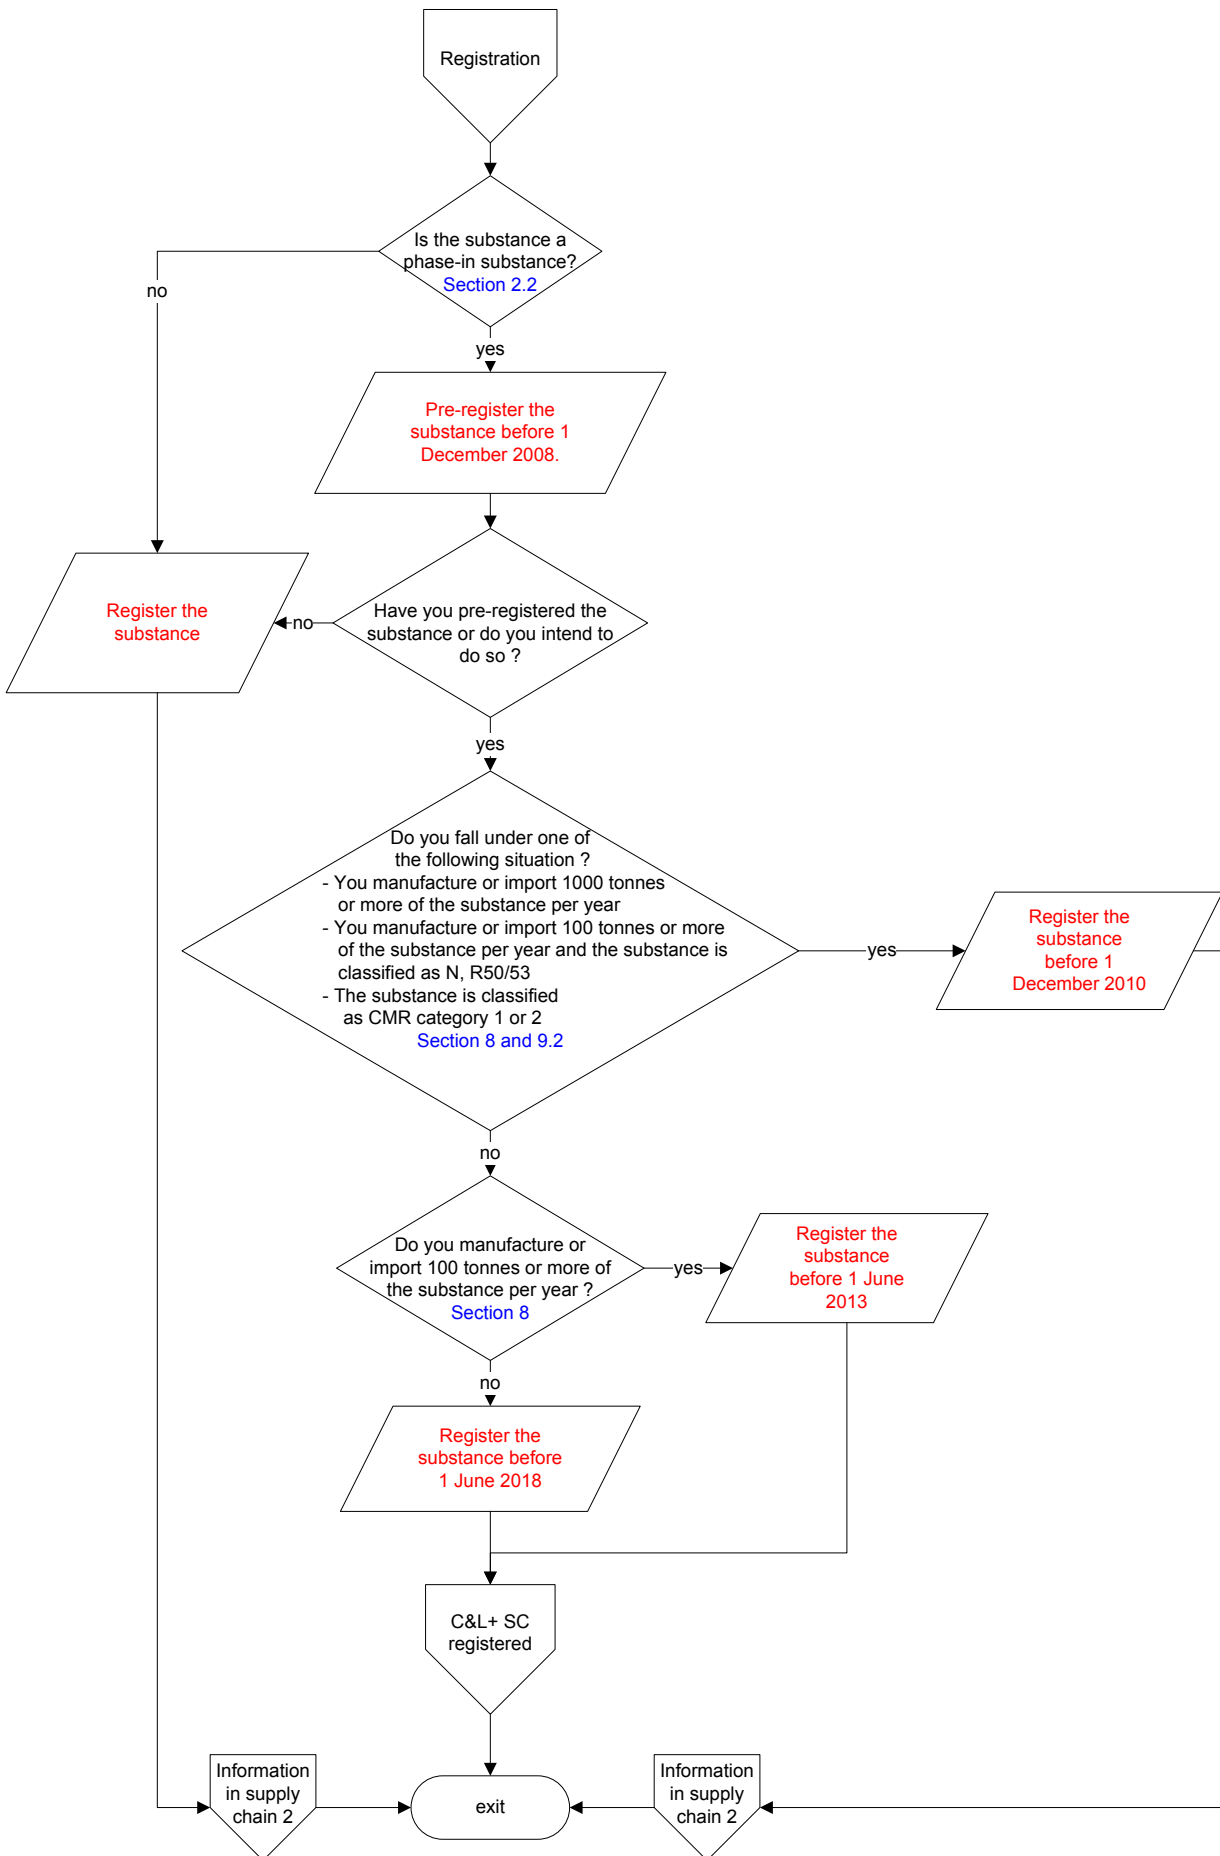 Registration
Is the substance a
phase-in substance?
Section 2.2
no
yes
Pre-register the
substance before 1
December 2008.
Register the
substance
no
Have you pre-registered the
substance or do you intend to
do so ?
yes
Do you fall under one of
the following situation ?
- You manufacture or import 1000 tonnes
or more of the substance per year
- You manufacture or import 100 tonnes or more
of the substance per year and the substance is
classified as N, R50/53
- The substance is classified
as CMR category 1 or 2
Section 8 and 9.2
yes
Register the
substance
before 1
December 2010
no
Do you manufacture or
import 100 tonnes or more of
the substance per year ?
Section 8
yes
Register the
substance
before 1 June
2013
no
Register the
substance before
1 June 2018
C&L+ SC
registered
Information
in supply
chain 2
exit
Information
in supply
chain 2